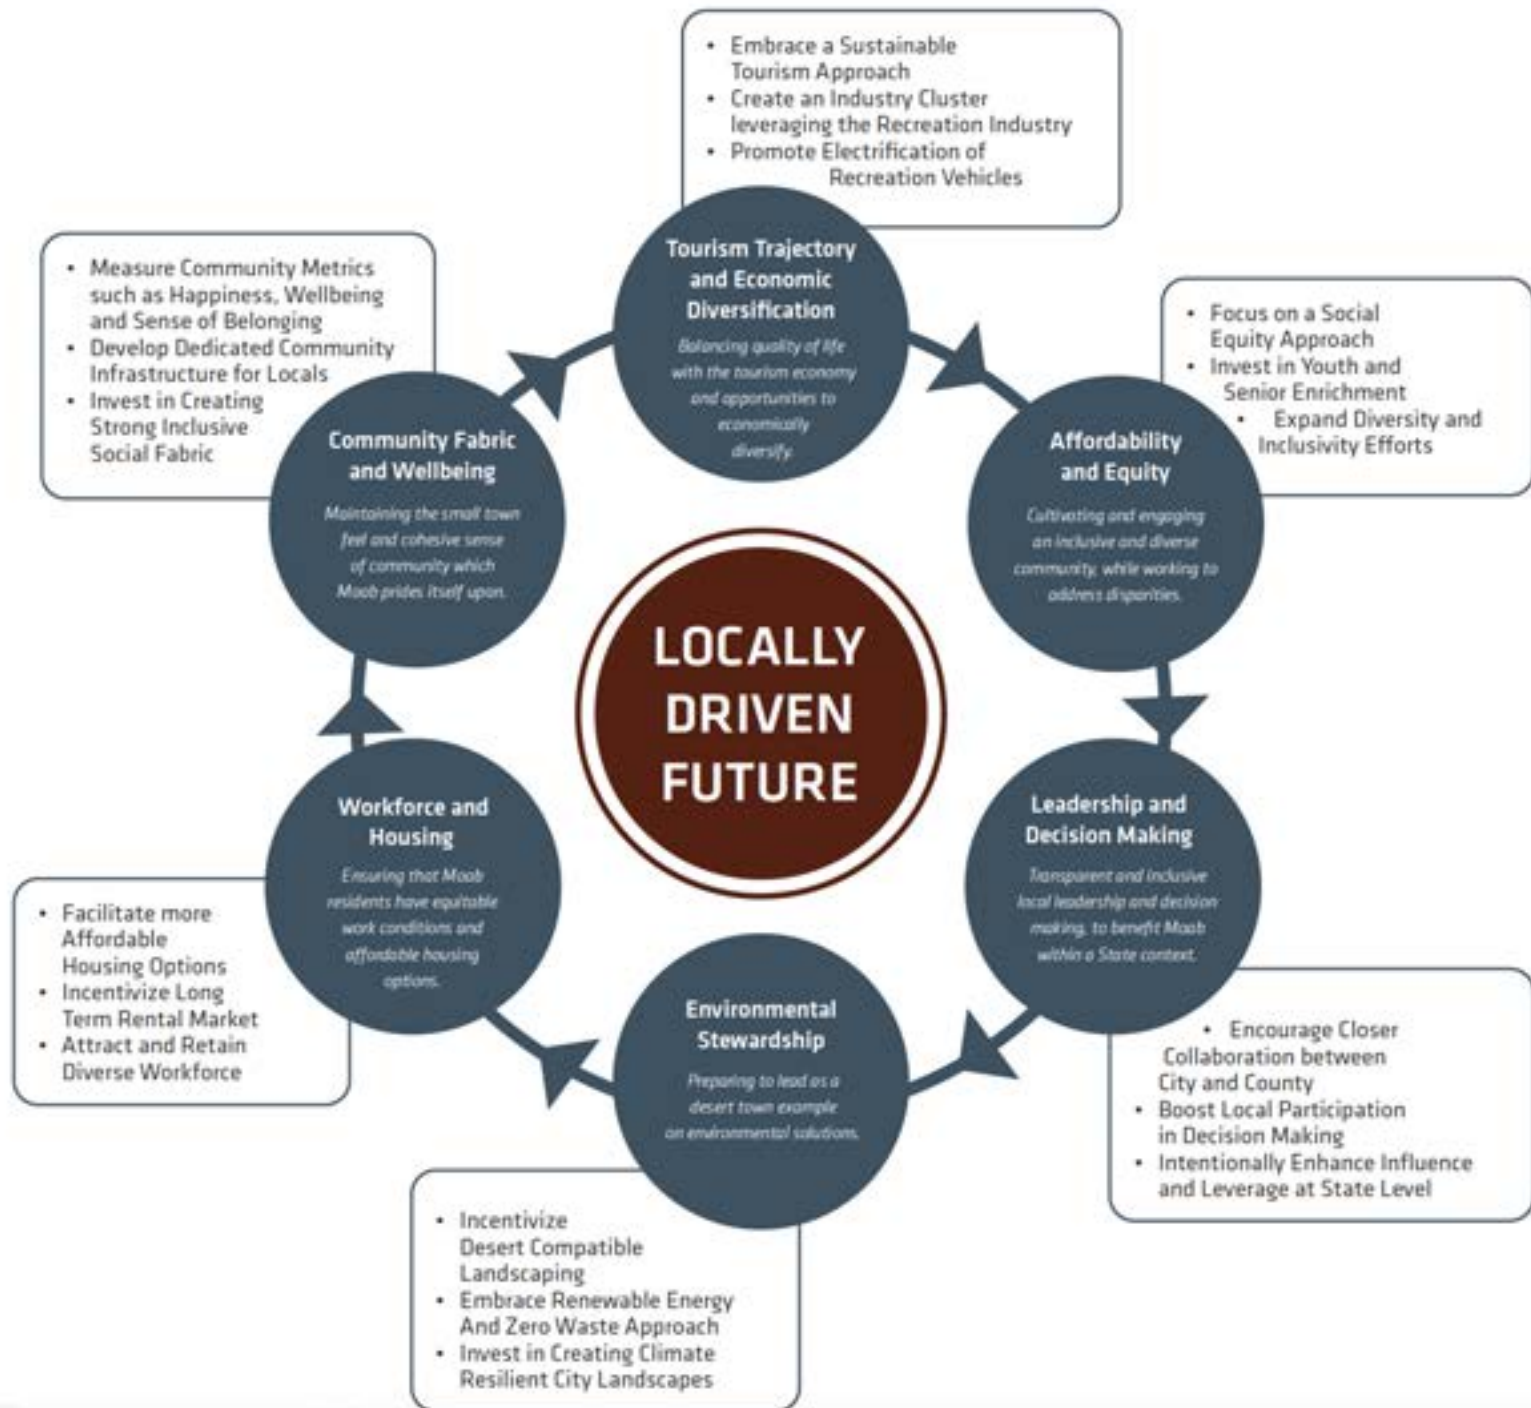 • Embrace a Sustainable
Tourism Approach
• Create an Industry Cluster
leveraging the Recreation Industry
• Promote Electrification of
Recreation Vehicles
Tourism Trajectory
and Economic
Diversification
Balancing quality of life
with the tourism economy
and opportunities to
economically
diversify.
• Focus on a Social
Equity Approach
• Invest in Youth and
Senior Enrichment
• Expand Diversity and
Inclusivity Efforts
Affordability
and Equity
Cultivating and engaging
an inclusive and diverse
community, while working to
address disparities.
Leadership and
Decision Making
Transparent and inclusive
local leadership and decision
making, to benefit Moab
within a State context.
• Encourage Closer
Collaboration between
City and County
• Boost Local Participation
in Decision Making
• Intentionally Enhance Influence
and Leverage at State Level
Environmental
Stewardship
Preparing to lead as a
desert town example
on environmental solutions.
• Incentivize
Desert Compatible
Landscaping
• Embrace Renewable Energy
And Zero Waste Approach
• Invest in Creating Climate
Resilient City Landscapes
Workforce and
Housing
Ensuring that Moab
residents have equitable
work conditions and
affordable housing
options.
• Facilitate more
Affordable
Housing Options
• Incentivize Long
Term Rental Market
• Attract and Retain
Diverse Workforce
• Measure Community Metrics
such as Happiness, Wellbeing
and Sense of Belonging
• Develop Dedicated Community
Infrastructure for Locals
• Invest in Creating
Strong Inclusive
Social Fabric
Community Fabric
and Wellbeing
Maintaining the small town
feel and cohesive sense
of community which
Moab prides itself upon.
LOCALLY
DRIVEN
FUTURE